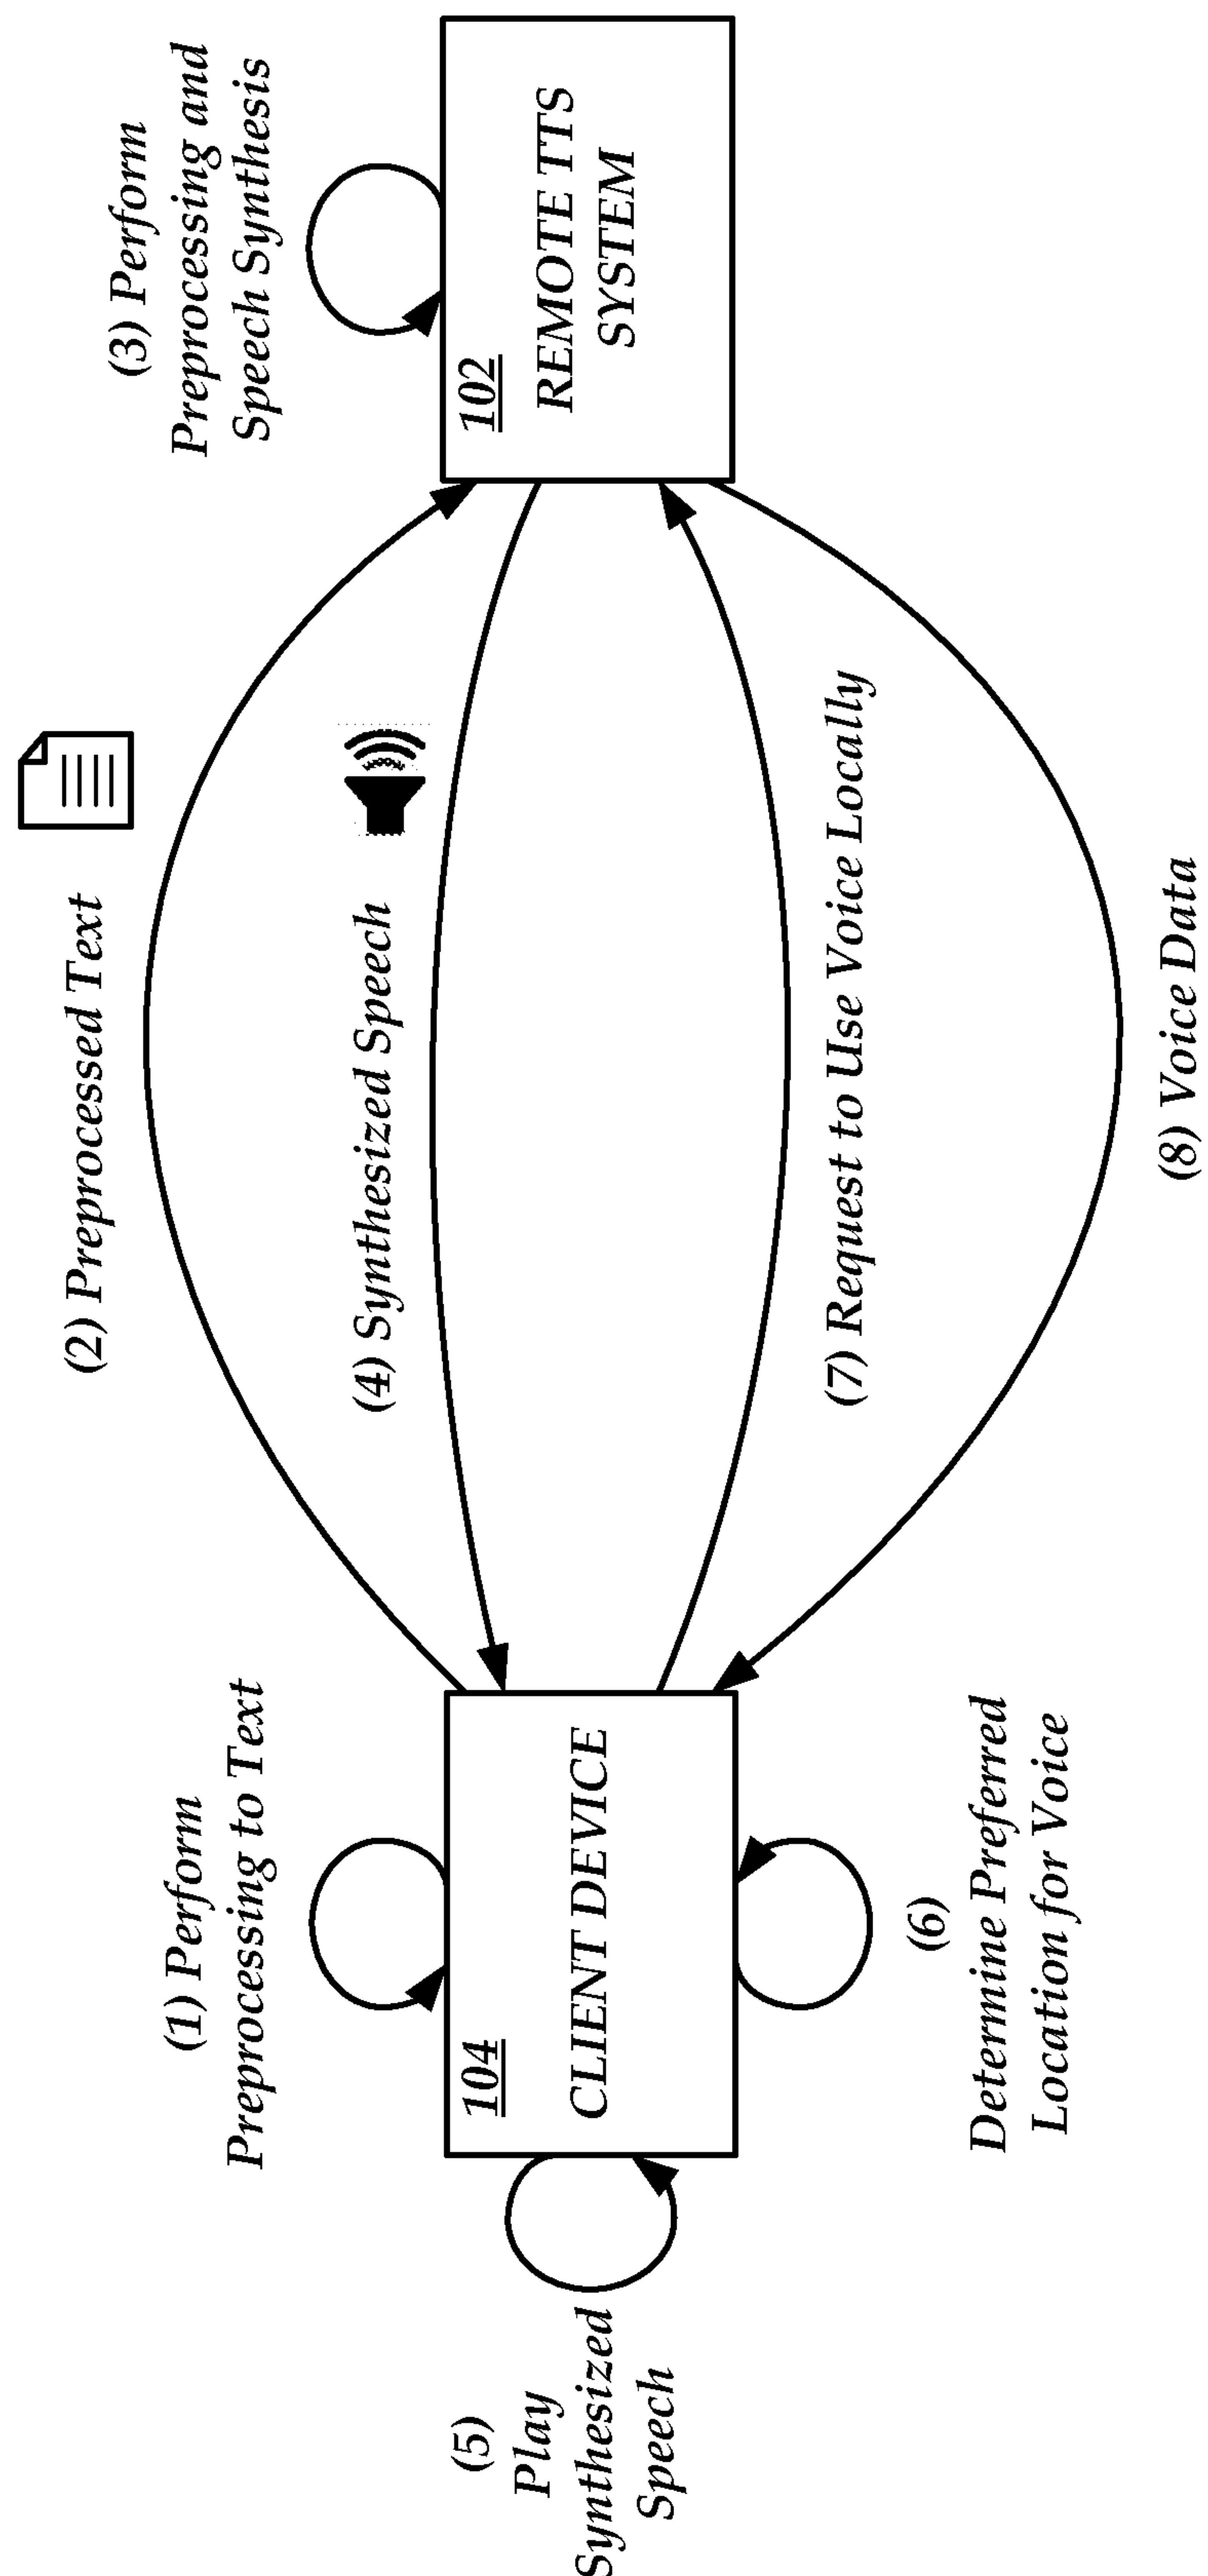 (1) Perform
Preprocessing to Text
(2) Preprocessed Text
(3) Perform
Preprocessing and
Speech Synthesis
(4) Synthesized Speech
104
CLIENT DEVICE
102
REMOTE TTS
SYSTEM
(5)
Play
Synthesized
Speech
(6)
Determine Preferred
Location for Voice
(7) Request to Use Voice Locally
(8) Voice Data